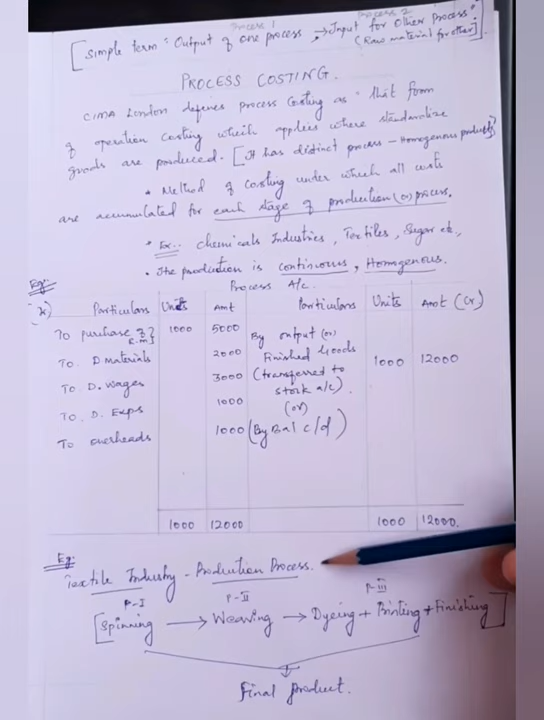 Process 1 Process 2
[Simple term "Output of one process → Input for Other Process"
(Raw material for other)].
PROCESS COSTING.
CIMA London defines process Costing as "that form
of operation costing which applies where standardize
goods are produced. [It has distinct process - Homogenous products]
• Method of Costing under which all costs
are accumulated for each stage of production (or) process.
* Ex:- chemicals Industries, Textiles, Sugar etc,
• The production is continuous, Homogenous.
Eg:-
Process A/c.
Particulars Units Amt Particulars Units Amt (Cr)
To purchase of R.m} 1000 5000 By output (or)
To D.materials 2000 Finished Goods 1000 12000
To D. wages 3000 (transferred to
stock a/c).
To D. Exps 1000 (or)
To overheads 1000 (By Bal c/d)
1000 12000 1000 12000.
Eg:
Textile Industry - Production Process.
P-I P-II P-III
[Spinning → Weaving → Dyeing + Printing + Finishing]
Final product.